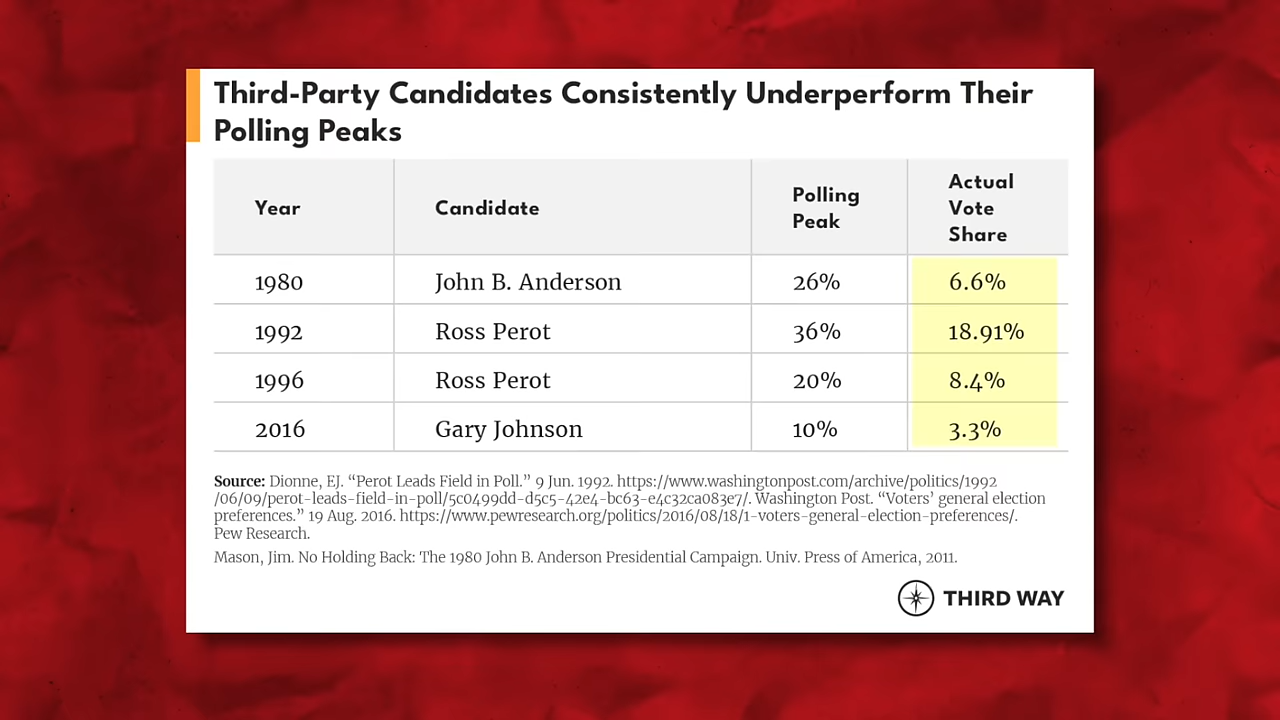 Third-Party Candidates Consistently Underperform Their
Polling Peaks
Year Candidate Polling Peak Actual Vote Share
1980 John B. Anderson 26% 6.6%
1992 Ross Perot 36% 18.91%
1996 Ross Perot 20% 8.4%
2016 Gary Johnson 10% 3.3%
Source: Dionne, EJ. “Perot Leads Field in Poll.” 9 Jun. 1992. https://www.washingtonpost.com/archive/politics/1992
/06/09/perot-leads-field-in-poll/5c0499dd-d5c5-42e4-bc63-e4c32ca083e7/. Washington Post. “Voters’ general election
preferences.” 19 Aug. 2016. https://www.pewresearch.org/politics/2016/08/18/1-voters-general-election-preferences/.
Pew Research.
Mason, Jim. No Holding Back: The 1980 John B. Anderson Presidential Campaign. Univ. Press of America, 2011.
THIRD WAY